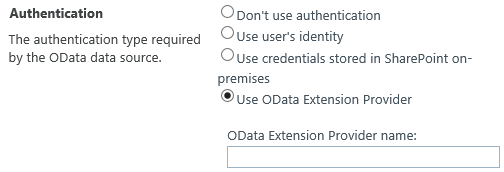 Authentication
The authentication type required
by the OData data source.
Don't use authentication
Use user's identity
Use credentials stored in SharePoint on-
premises
Use OData Extension Provider
OData Extension Provider name: